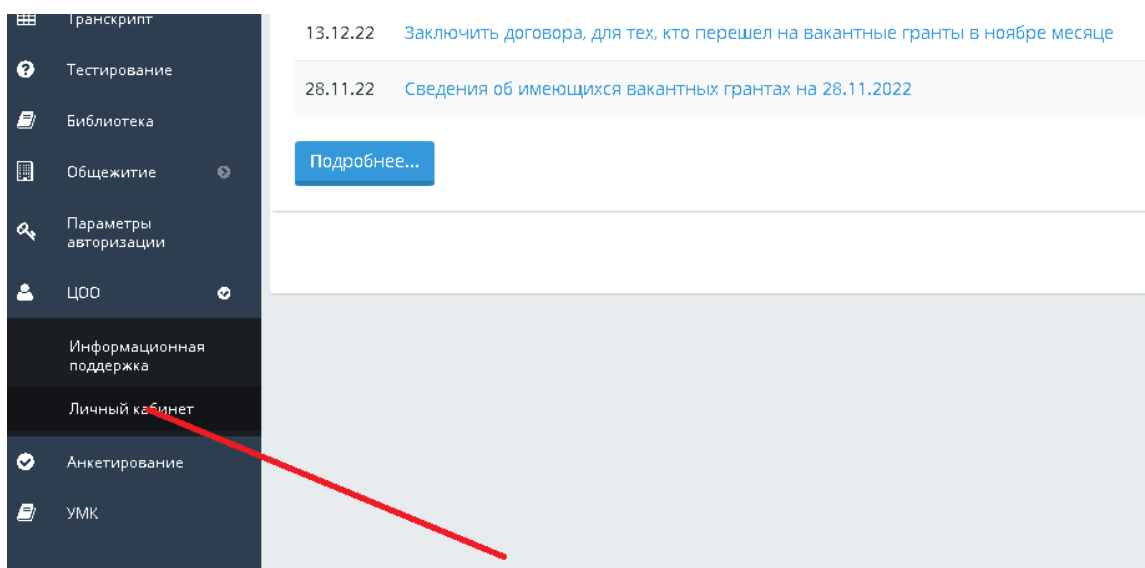 Транскрипт
Тестирование
Библиотека
Общежитие
Параметры
авторизации
ЦОО
Информационная
поддержка
Личный кабинет
Анкетирование
УМК
13.12.22 Заключить договора, для тех, кто перешел на вакантные гранты в ноябре месяце
28.11.22 Сведения об имеющихся вакантных грантах на 28.11.2022
Подробнее...